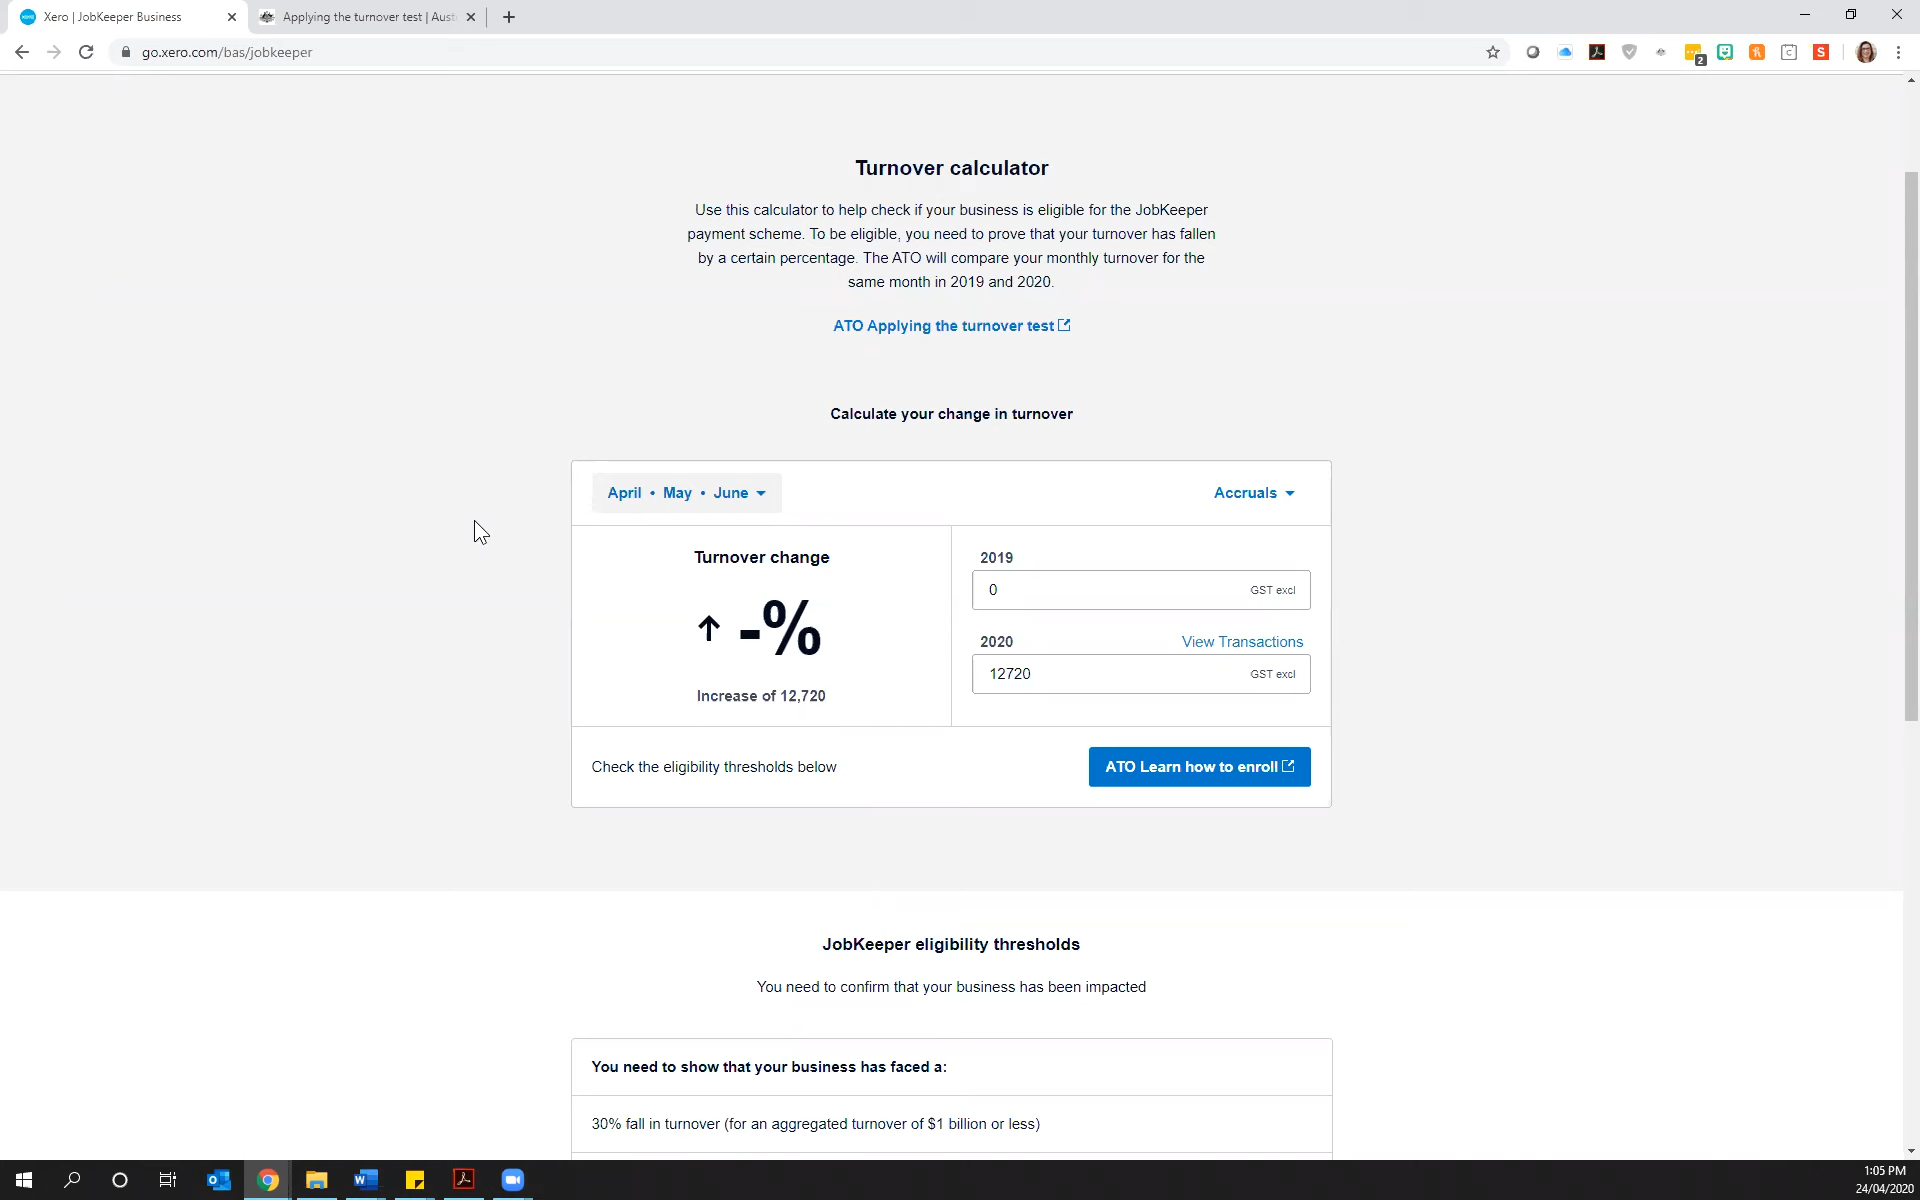 Xero | JobKeeper Business
Applying the turnover test | Aust
go.xero.com/bas/jobkeeper
2
C
S
Turnover calculator
Use this calculator to help check if your business is eligible for the JobKeeper
payment scheme. To be eligible, you need to prove that your turnover has fallen
by a certain percentage. The ATO will compare your monthly turnover for the
same month in 2019 and 2020.
ATO Applying the turnover test
Calculate your change in turnover
April • May • June
Accruals
Turnover change
-%
Increase of 12,720
2019
0 GST excl
2020 View Transactions
12720 GST excl
Check the eligibility thresholds below
ATO Learn how to enroll
JobKeeper eligibility thresholds
You need to confirm that your business has been impacted
You need to show that your business has faced a:
30% fall in turnover (for an aggregated turnover of $1 billion or less)
1:05 PM
24/04/2020